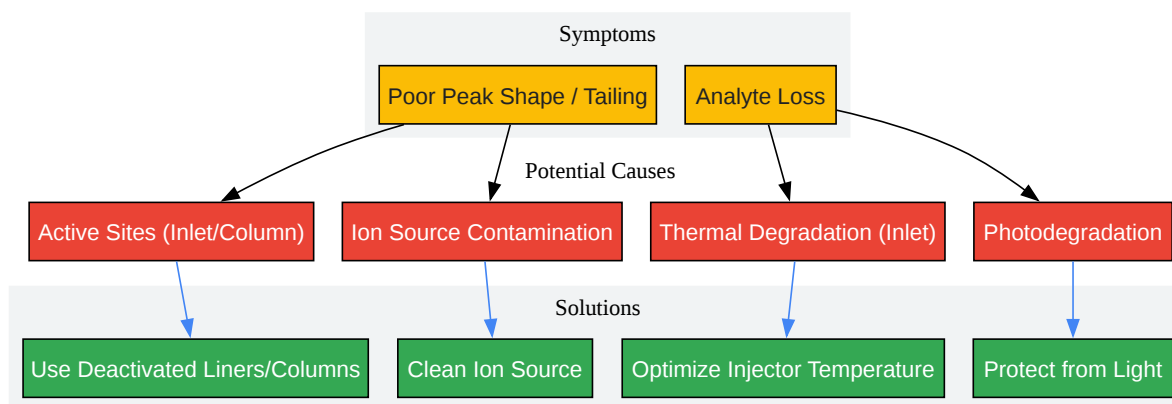 Symptoms
Poor Peak Shape / Tailing
Analyte Loss
Potential Causes
Active Sites (Inlet/Column)
Ion Source Contamination
Thermal Degradation (Inlet)
Photodegradation
Solutions
Use Deactivated Liners/Columns
Clean Ion Source
Optimize Injector Temperature
Protect from Light